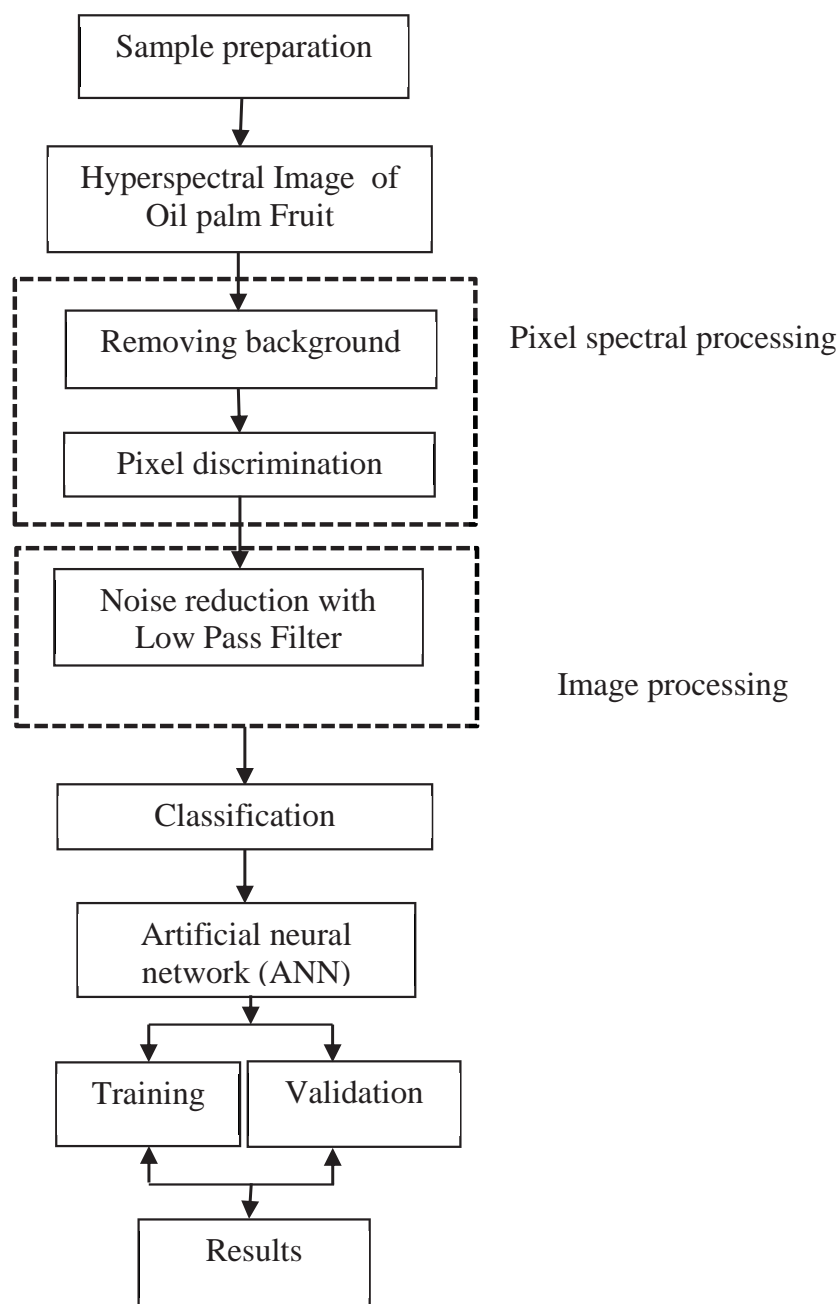 Sample preparation
Hyperspectral Image of
Oil palm Fruit
Removing background
Pixel spectral processing
Pixel discrimination
Noise reduction with
Low Pass Filter
Image processing
Classification
Artificial neural
network (ANN)
Training
Validation
Results